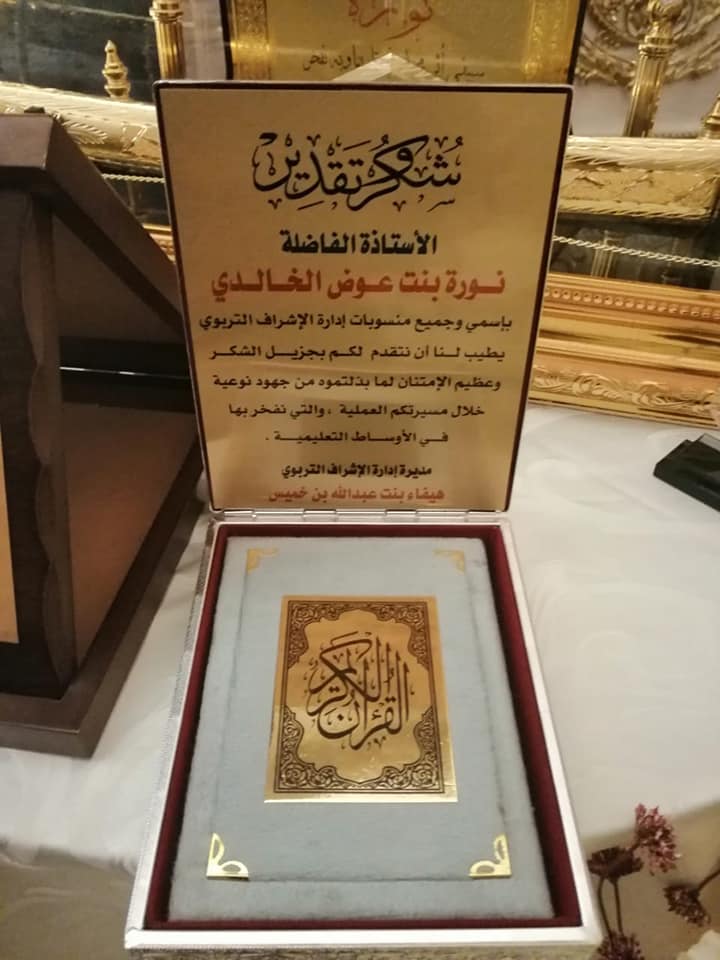 نورة
شكر وتقدير
الأستاذة الفاضلة
نورة بنت عوض الخالدي
بإسمي وجميع منسوبات إدارة الإشراف التربوي
يطيب لنا أن نتقدم لكم بجزيل الشكر
وعظيم الإمتنان لما بذلتموه من جهود نوعية
خلال مسيرتكم العملية ، والتي نفخر بها
في الأوساط التعليمية .
مديرة إدارة الإشراف التربوي
هيفاء بنت عبدالله بن خميس
القرآن الكريم